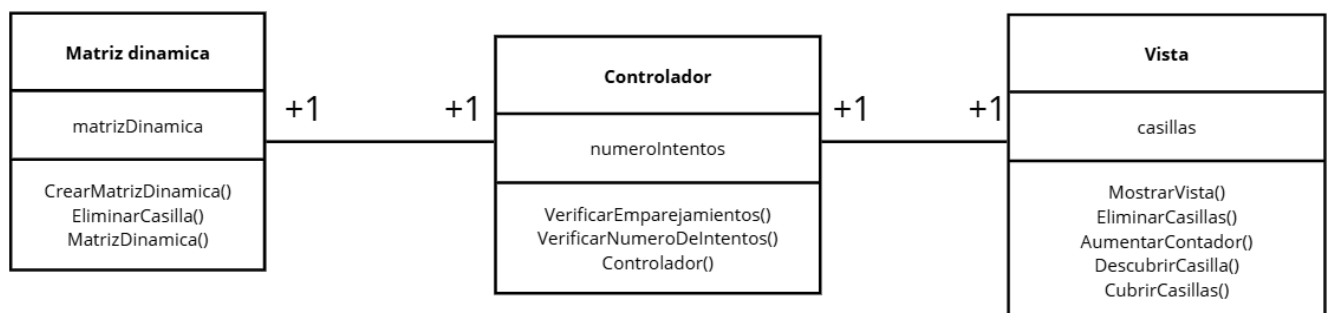 Matriz dinamica
matrizDinamica
CrearMatrizDinamica()
EliminarCasilla()
MatrizDinamica()
+1
+1
Controlador
numeroIntentos
VerificarEmparejamientos()
VerificarNumeroDeIntentos()
Controlador()
+1
+1
Vista
casillas
MostrarVista()
EliminarCasillas()
AumentarContador()
DescubrirCasilla()
CubrirCasillas()